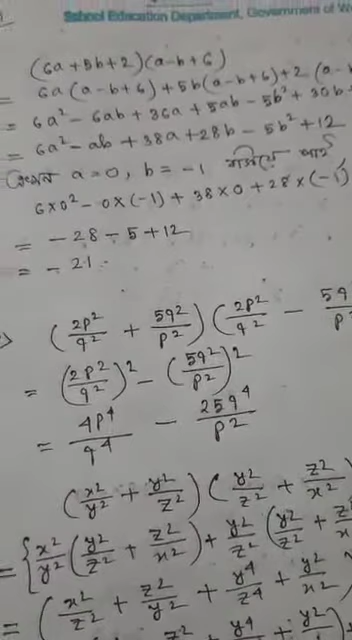 School Education Department, Government of W
(6a+5b+2)(a-b+6)
= 6a(a-b+6)+5b(a-b+6)+2(a-b
= 6a²-6ab+36a+5ab-5b²+30b
= 6a²-ab+38a+28b-5b²+12
a=0, b=-1 বসিয়ে পাই,
6×0²-0×(-1)+38×0+28×(-1)
= -28-5+12
= -21.
(2p²/q² + 5q²/p²)(2p²/q² - 5q
= (2p²/q²)² - (5q²/p²)²
= 4p⁴/q⁴ - 25q⁴/p²
(x²/y² + y²/z²)(y²/z² + z²/x²)
= {x²/y²(y²/z² + z²/x²)+y²/z²(y²/z² + z
= (x²/z² + z²/y² + y⁴/z⁴ + y²/x²)